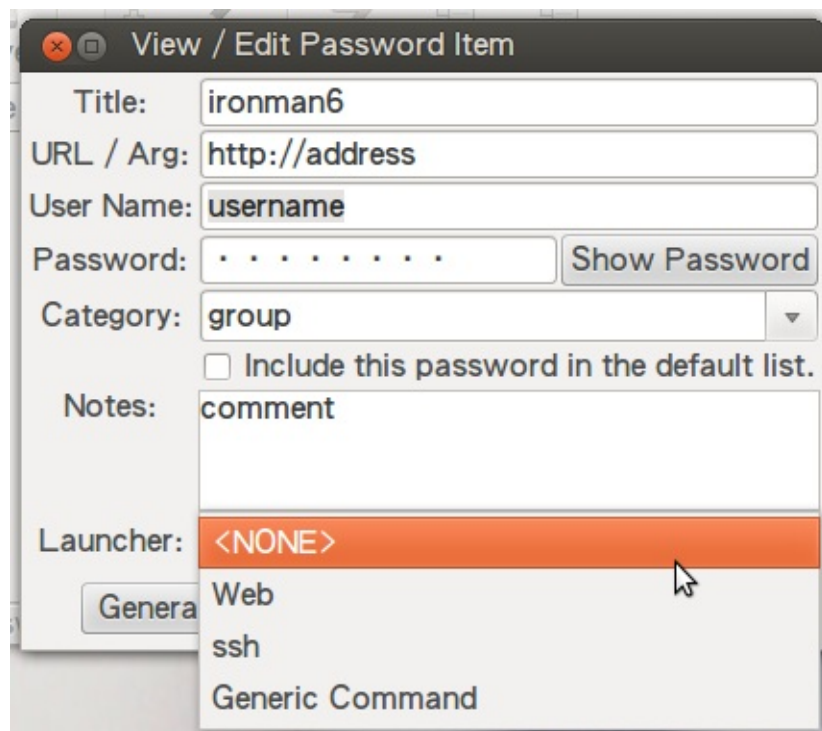 View / Edit Password Item
Title: ironman6
URL / Arg: http://address
User Name: username
Password: · · · · · · · · Show Password
Category: group
Include this password in the default list.
Notes: comment
Launcher: <NONE>
Web
Genera
ssh
Generic Command